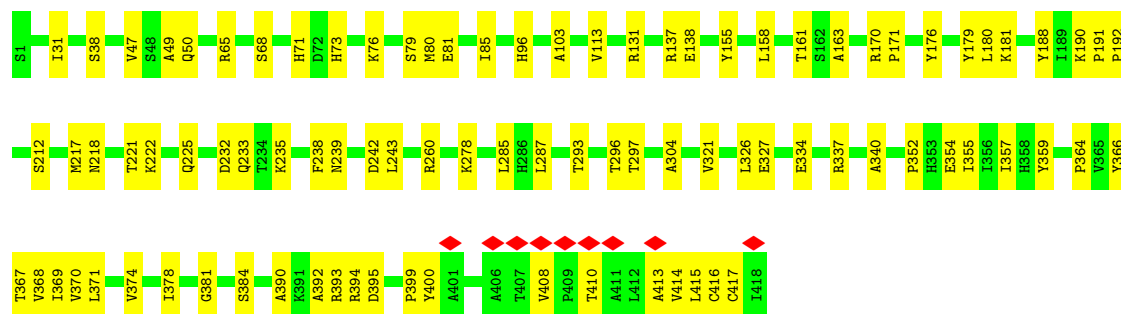 S1 I31 S38 V47 S48 A49 Q50 R65 S68 H71 D72 H73 K76 S79 M80 E81 I85 H96 A103 V113 R131 R137 E138 Y155 L158 T161 S162 A163 R170 P171 Y176 Y179 L180 K181 Y188 I189 K190 P191 P192
S212 M217 N218 T221 K222 Q225 D232 Q233 T234 K235 F238 N239 D242 L243 R260 K278 L285 H286 L287 T293 T296 T297 A304 V321 L326 E327 E334 R337 A340 P352 H353 E354 I355 I356 I357 H358 Y359 P364 V365 Y366
T367 V368 I369 V370 L371 V374 I378 G381 S384 A390 K391 A392 R393 R394 D395 P399 Y400 A401 A406 T407 V408 P409 T410 A411 L412 A413 V414 L415 C416 C417 I418